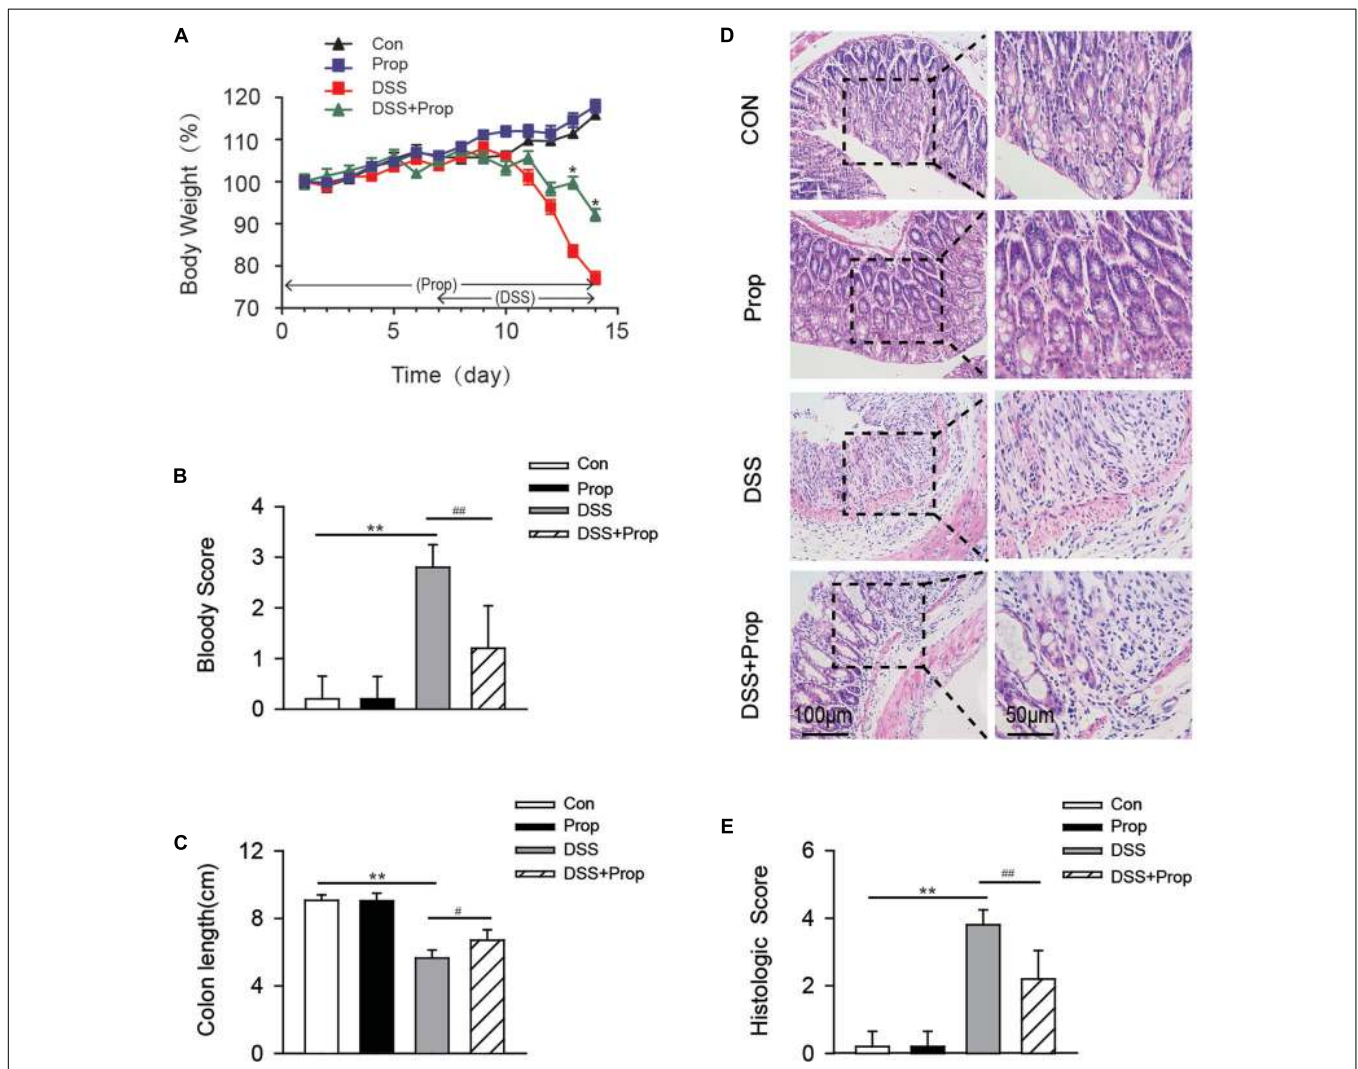 A
Con
Prop
DSS
DSS+Prop
120
110
100
90
80
70
Body Weight (%)
*
*
(Prop)
(DSS)
0
5
10
15
Time (day)
B
Con
Prop
DSS
DSS+Prop
4
3
2
1
0
Bloody Score
**
##
C
Con
Prop
DSS
DSS+Prop
12
8
4
0
Colon length(cm)
**
#
D
CON
Prop
DSS
DSS+Prop
100μm
50μm
E
Con
Prop
DSS
DSS+Prop
6
4
2
0
Histologic Score
**
##